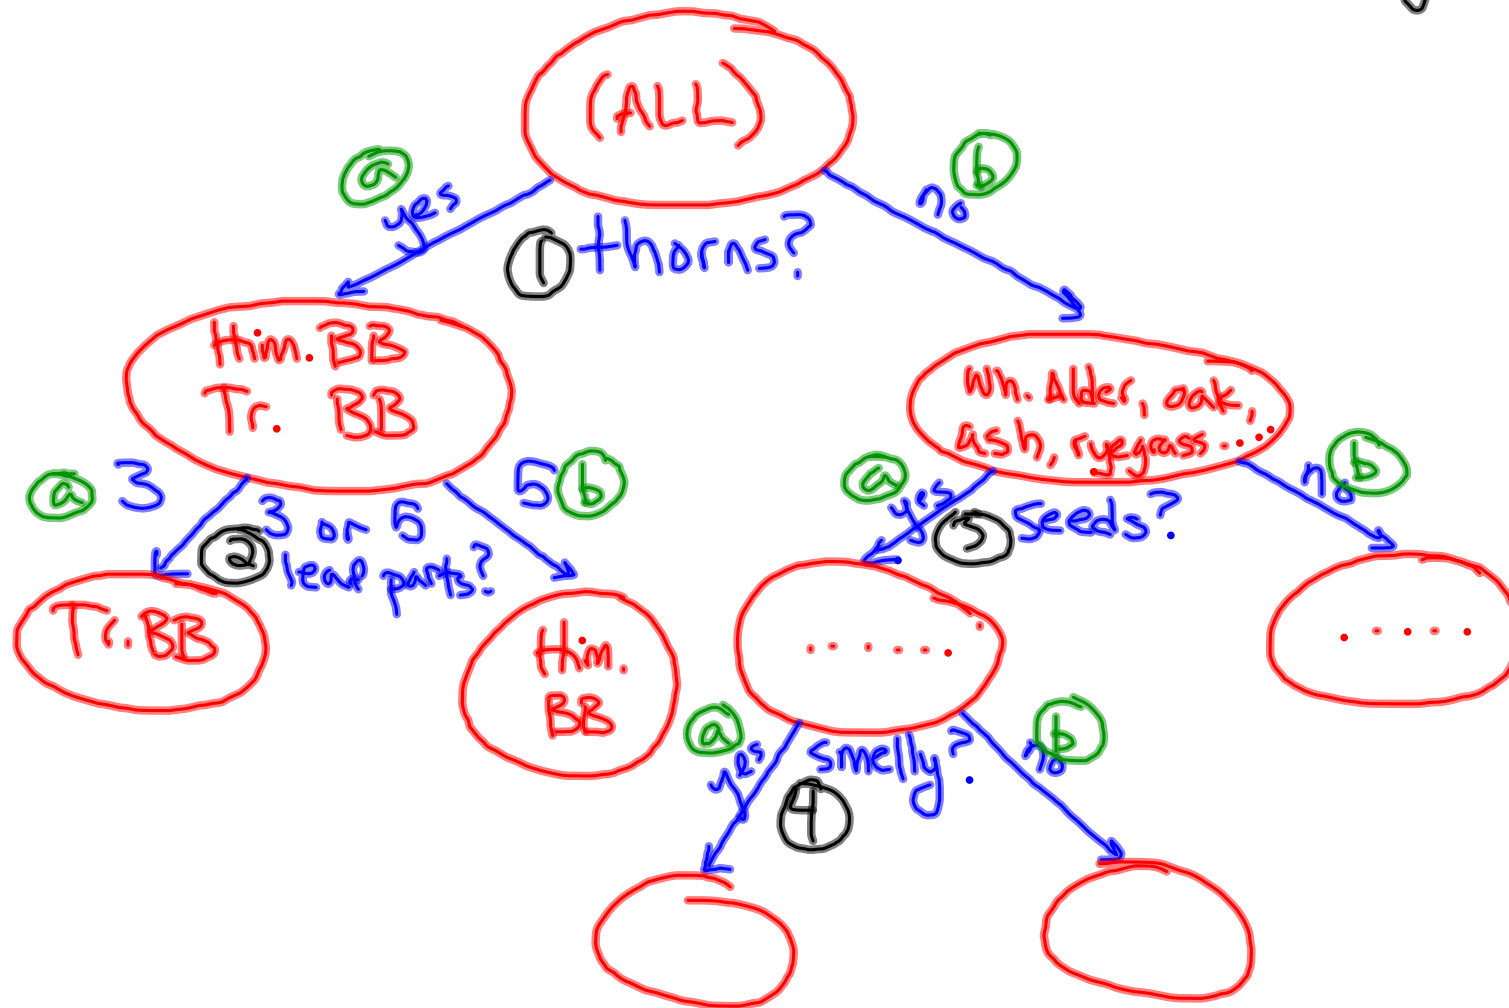 (ALL)
a
yes
1 thorns?
no
b
Him. BB
Tr. BB
Wh. Alder, oak,
ash, ryegrass.....
a 3
2 3 or 5
leaf parts?
5 b
a
yes
3 seeds?
no
b
Tr. BB
Him.
BB
......
.....
a
yes
4 smelly?
no
b